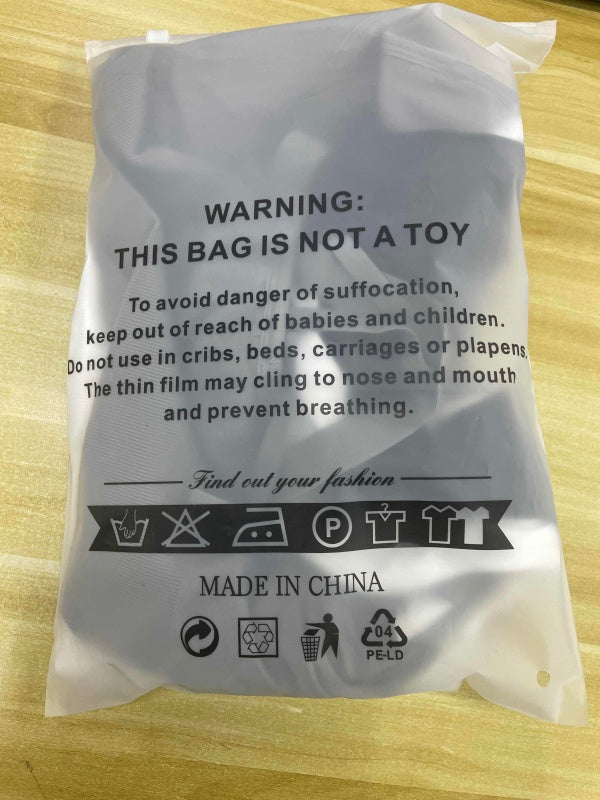 WARNING:
THIS BAG IS NOT A TOY
To avoid danger of suffocation,
keep out of reach of babies and children.
Do not use in cribs, beds, carriages or plapens.
The thin film may cling to nose and mouth
and prevent breathing.
Find out your fashion
P
MADE IN CHINA
04
PE-LD